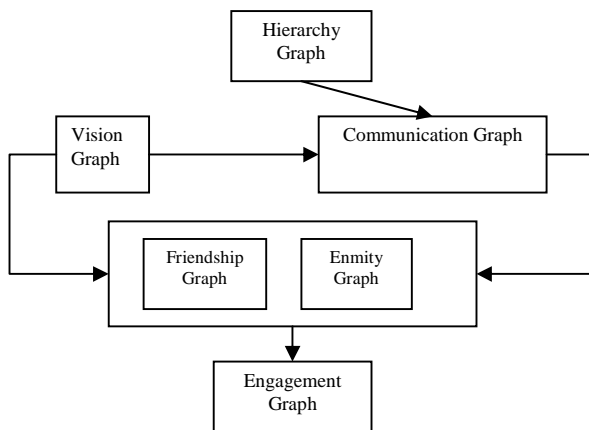 Hierarchy
Graph
Vision
Graph
Communication Graph
Friendship
Graph
Enmity
Graph
Engagement
Graph